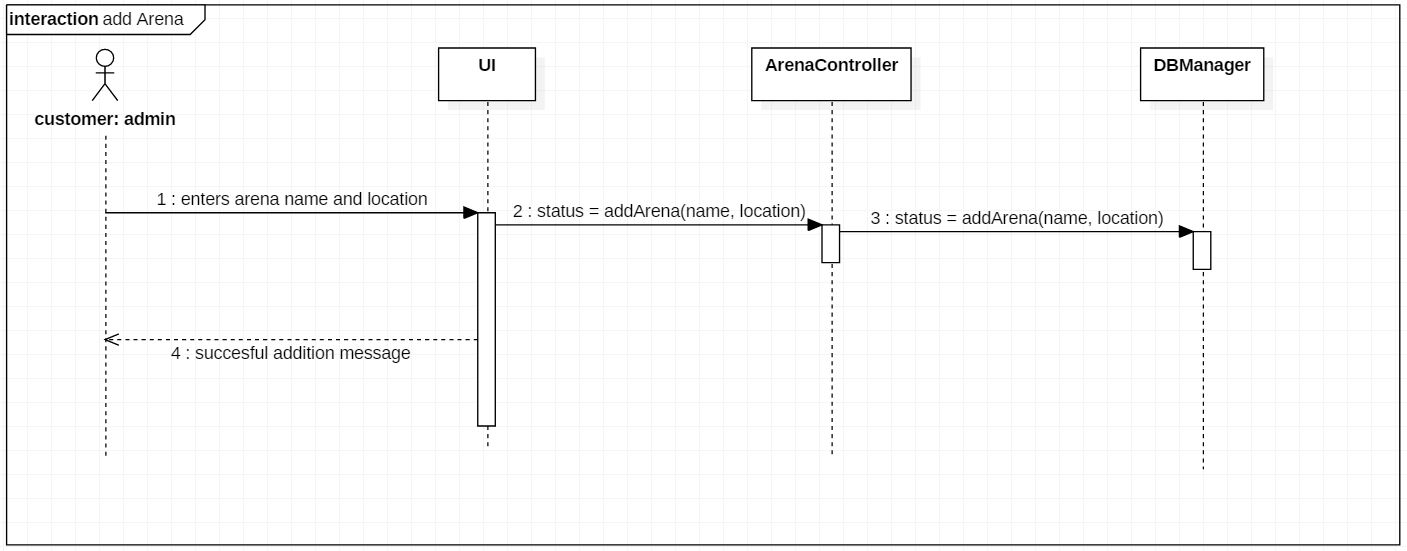 interaction add Arena
customer: admin
UI
ArenaController
DBManager
1 : enters arena name and location
2 : status = addArena(name, location)
3 : status = addArena(name, location)
4 : succesful addition message